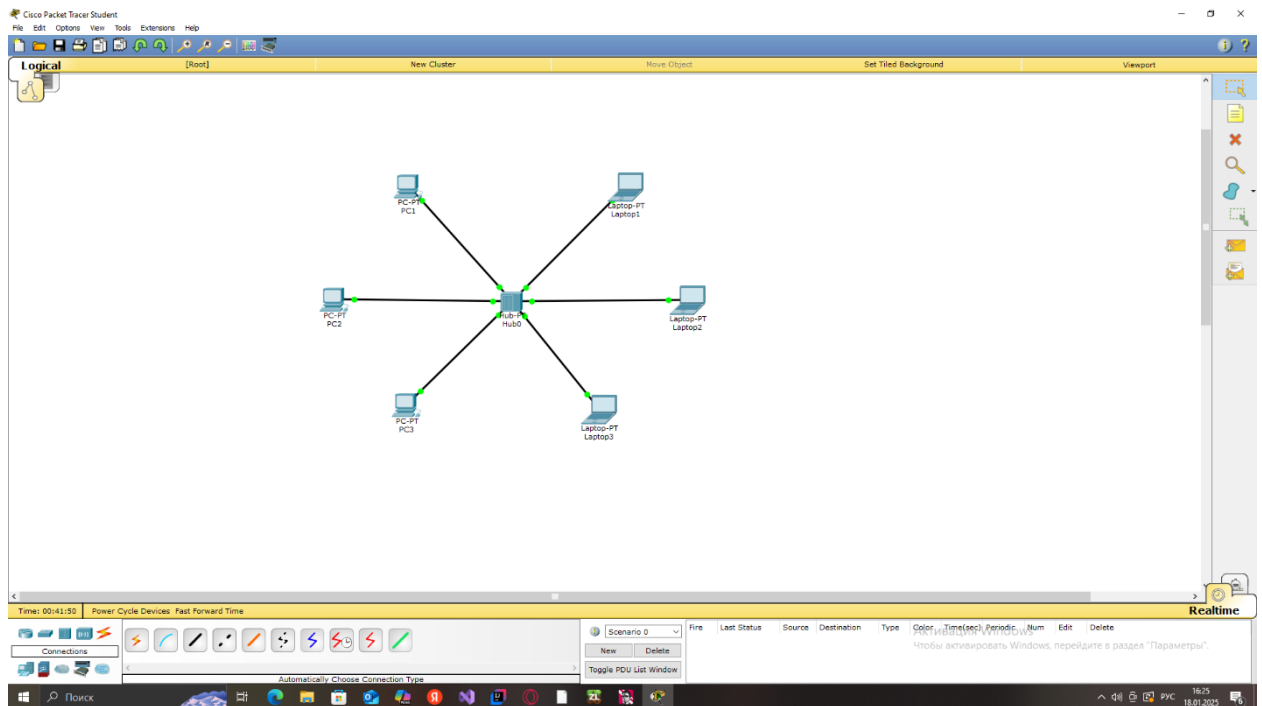 Cisco Packet Tracer Student
File Edit Options View Tools Extensions Help
Logical [Root] New Cluster Move Object Set Tiled Background Viewport
PC-PT
PC1
Laptop-PT
Laptop1
PC-PT
PC2
Hub-P
Hub0
Laptop-PT
Laptop2
PC-PT
PC3
Laptop-PT
Laptop3
Time: 00:41:50 Power Cycle Devices Fast Forward Time Realtime
Connections
Automatically Choose Connection Type
Scenario 0
New Delete
Toggle PDU List Window
Fire Last Status Source Destination Type Color Time(sec) Periodic Num Edit Delete
Активация Windows
Чтобы активировать Windows, перейдите в раздел "Параметры".
Поиск
РУС
16:25
18.01.2025